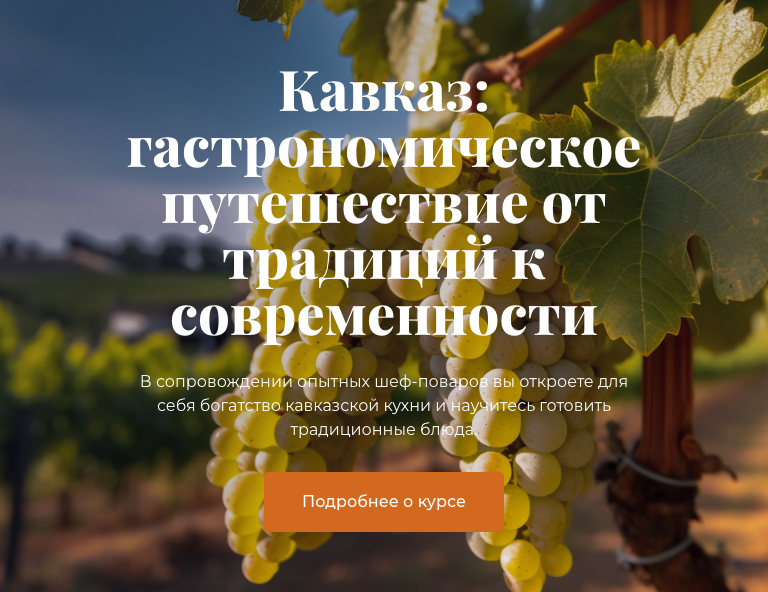 Кавказ:
гастрономическое
путешествие от
традиций к
современности
В сопровождении опытных шеф-поваров вы откроете для
себя богатство кавказской кухни и научитесь готовить
традиционные блюда.
Подробнее о курсе